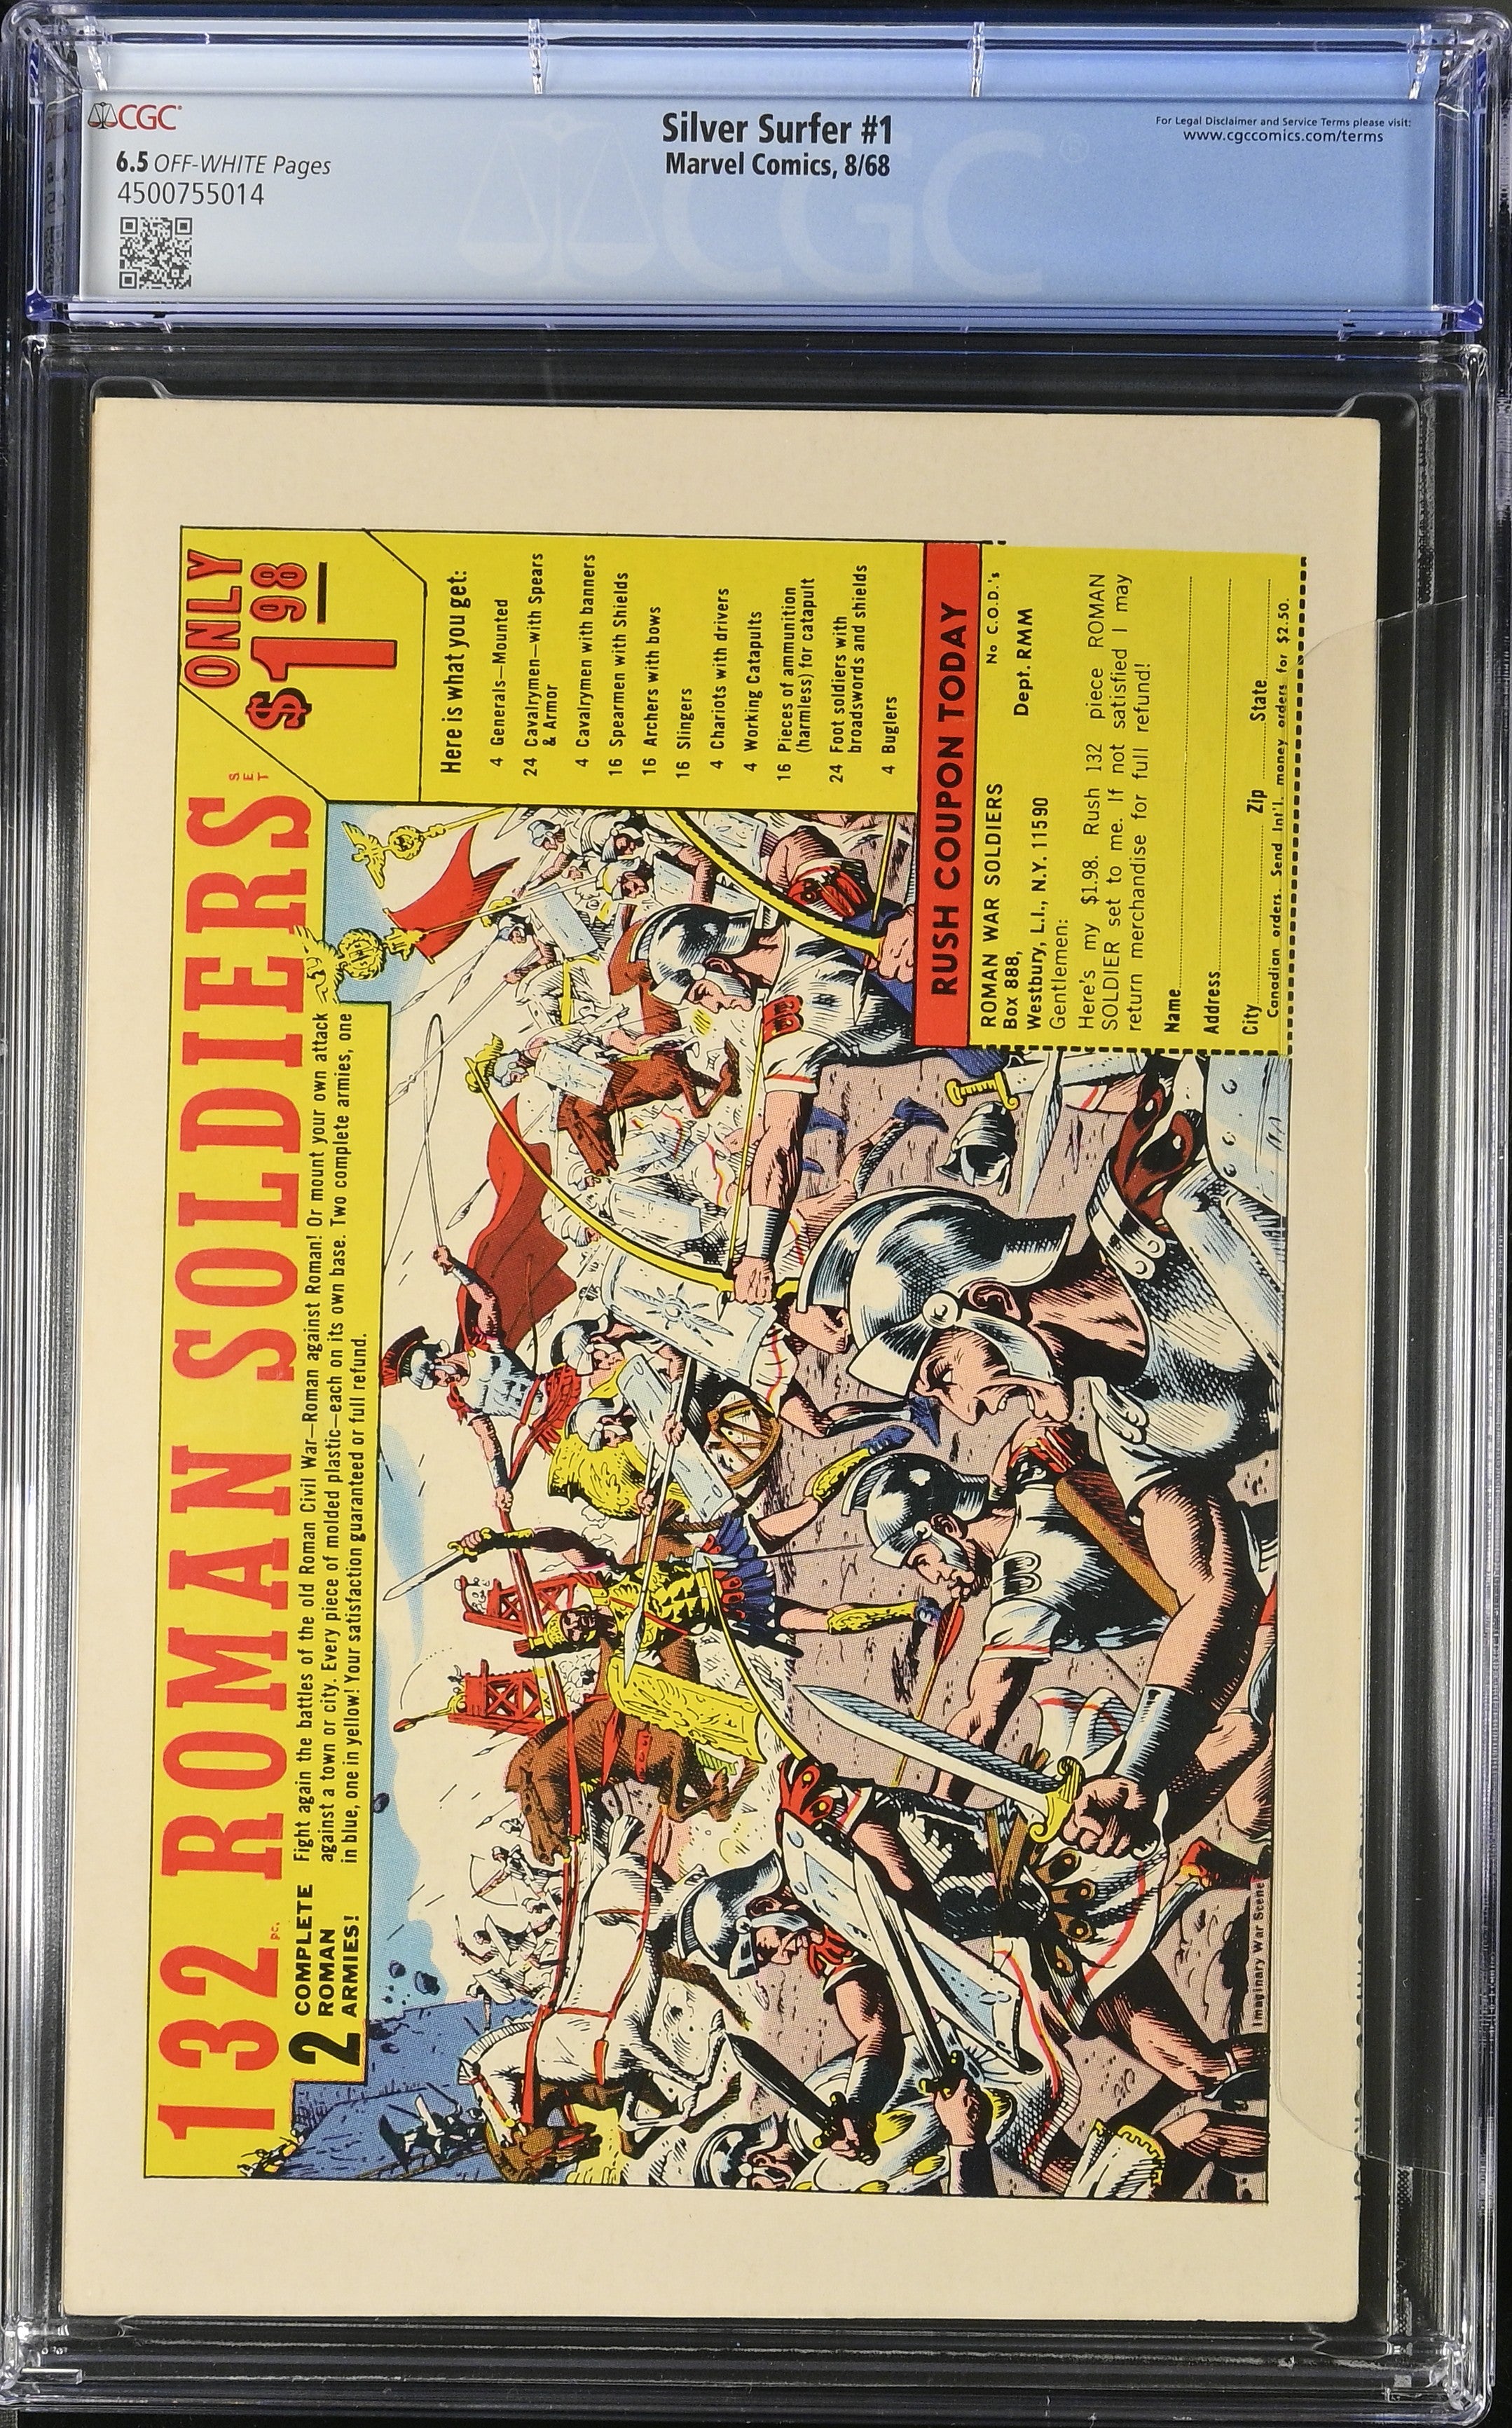 CGC
6.5 OFF-WHITE Pages
4500755014
Silver Surfer #1
Marvel Comics, 8/68
For Legal Disclaimer and Service Terms please visit:
www.cgccomics.com/terms
CGC
132 pc. ROMAN SOLDIERS SET
ONLY
$1 98
2 COMPLETE
ROMAN
ARMIES!
Fight again the battles of the old Roman Civil War—Roman against Roman! Or mount your own attack
against a town or city. Every piece of molded plastic—each on its own base. Two complete armies, one
in blue, one in yellow! Your satisfaction guaranteed or full refund.
Here is what you get:
4 Generals—Mounted
24 Cavalrymen—with Spears
& Armor
4 Cavalrymen with banners
16 Spearmen with Shields
16 Archers with bows
16 Slingers
4 Chariots with drivers
4 Working Catapults
16 Pieces of ammunition
(harmless) for catapult
24 Foot soldiers with
broadswords and shields
4 Buglers
RUSH COUPON TODAY
ROMAN WAR SOLDIERS No C.O.D.'s
Box 888, Dept. RMM
Westbury, L.I., N.Y. 11590
Gentlemen:
Here's my $1.98. Rush 132 piece ROMAN
SOLDIER set to me. If not satisfied I may
return merchandise for full refund!
Name
Address
City Zip State
Canadian orders. Send Int'l. money orders for $2.50.
Imaginary War Scene